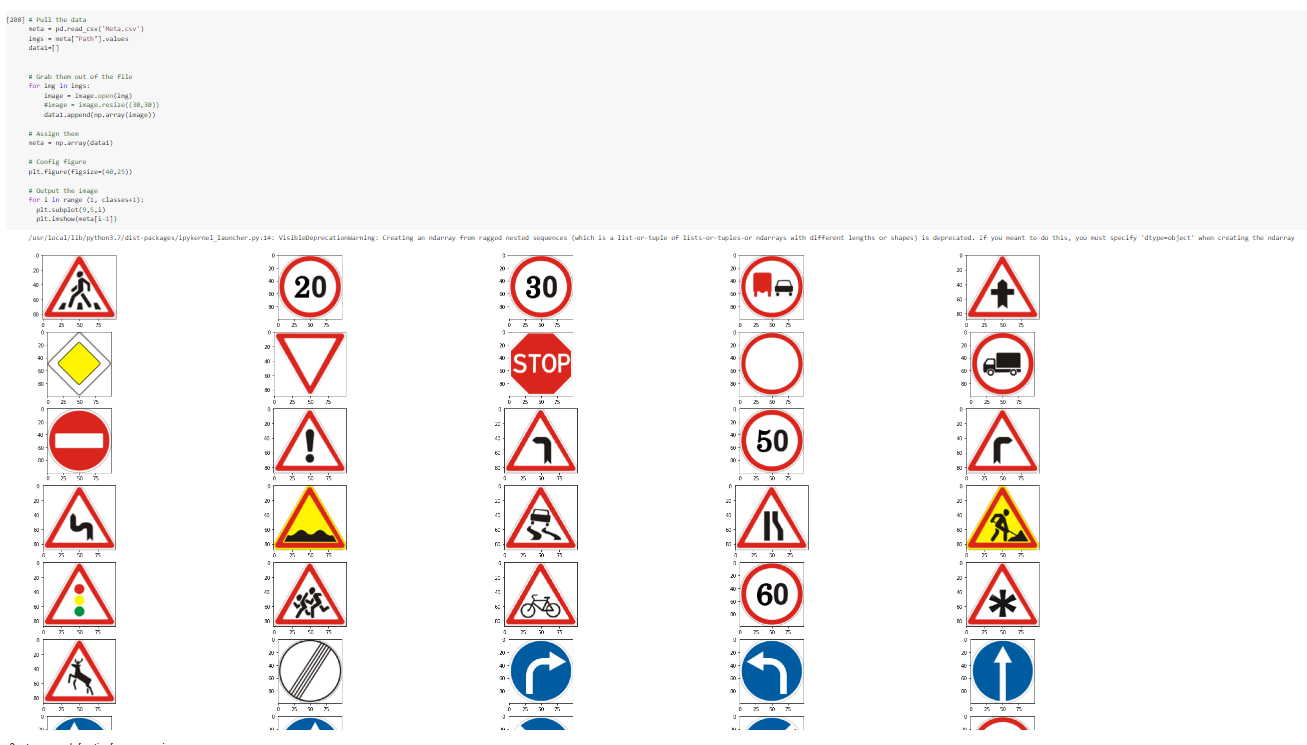 [208] # Pull the data
meta = pd.read_csv('Meta.csv')
imgs = meta["Path"].values
data1=[]
# Grab them out of the file
for img in imgs:
image = Image.open(img)
#image = image.resize((30,30))
data1.append(np.array(image))
# Assign them
meta = np.array(data1)
# Config figure
plt.figure(figsize=(40,25))
# Output the image
for i in range (1, classes+1):
plt.subplot(9,5,i)
plt.imshow(meta[i-1])
/usr/local/lib/python3.7/dist-packages/ipykernel_launcher.py:14: VisibleDeprecationWarning: Creating an ndarray from ragged nested sequences (which is a list-or-tuple of lists-or-tuples-or ndarrays with different lengths or shapes) is deprecated. If you meant to do this, you must specify 'dtype=object' when creating the ndarray
20 30
STOP
50
60